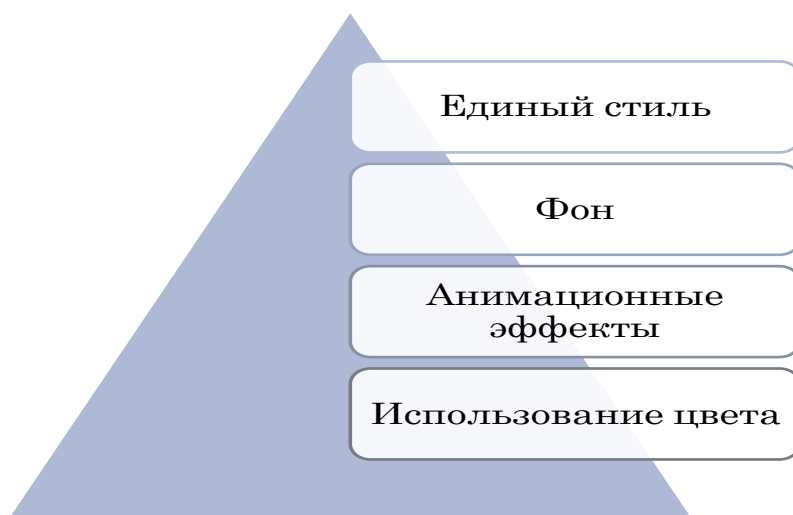 Единый стиль
Фон
Анимационные
эффекты
Использование цвета